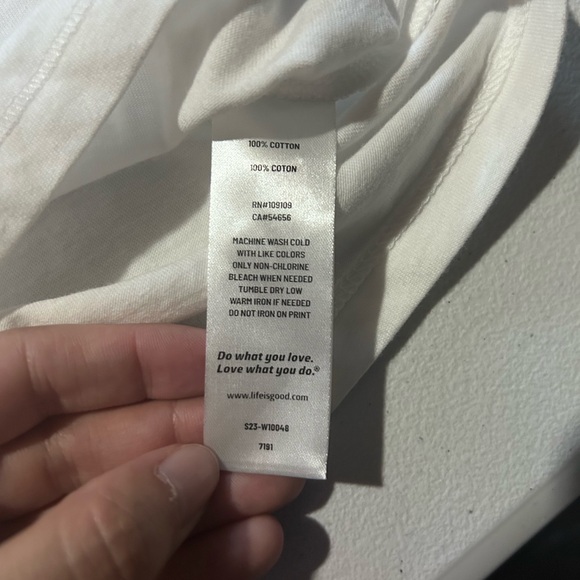 100% COTTON
100% COTON
RN#109109
CA#54656
MACHINE WASH COLD
WITH LIKE COLORS
ONLY NON-CHLORINE
BLEACH WHEN NEEDED
TUMBLE DRY LOW
WARM IRON IF NEEDED
DO NOT IRON ON PRINT
Do what you love.
Love what you do.®
www.lifeisgood.com
S23-W10048
7191